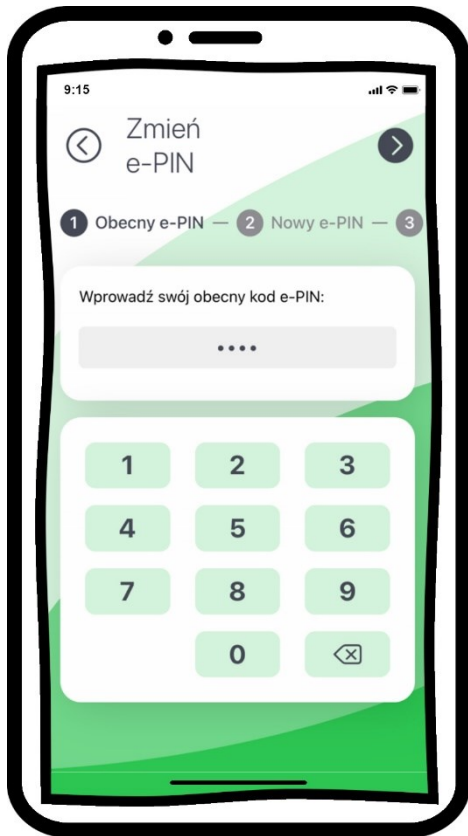 9:15
Zmień
e-PIN
1 Obecny e-PIN — 2 Nowy e-PIN — 3
Wprowadź swój obecny kod e-PIN:
••••
1 2 3
4 5 6
7 8 9
0